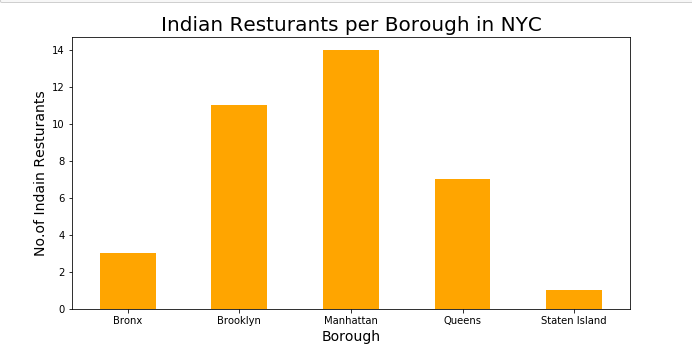 Indian Resturants per Borough in NYC
No.of Indain Resturants
14
12
10
8
6
4
2
0
Bronx Brooklyn Manhattan Queens Staten Island
Borough